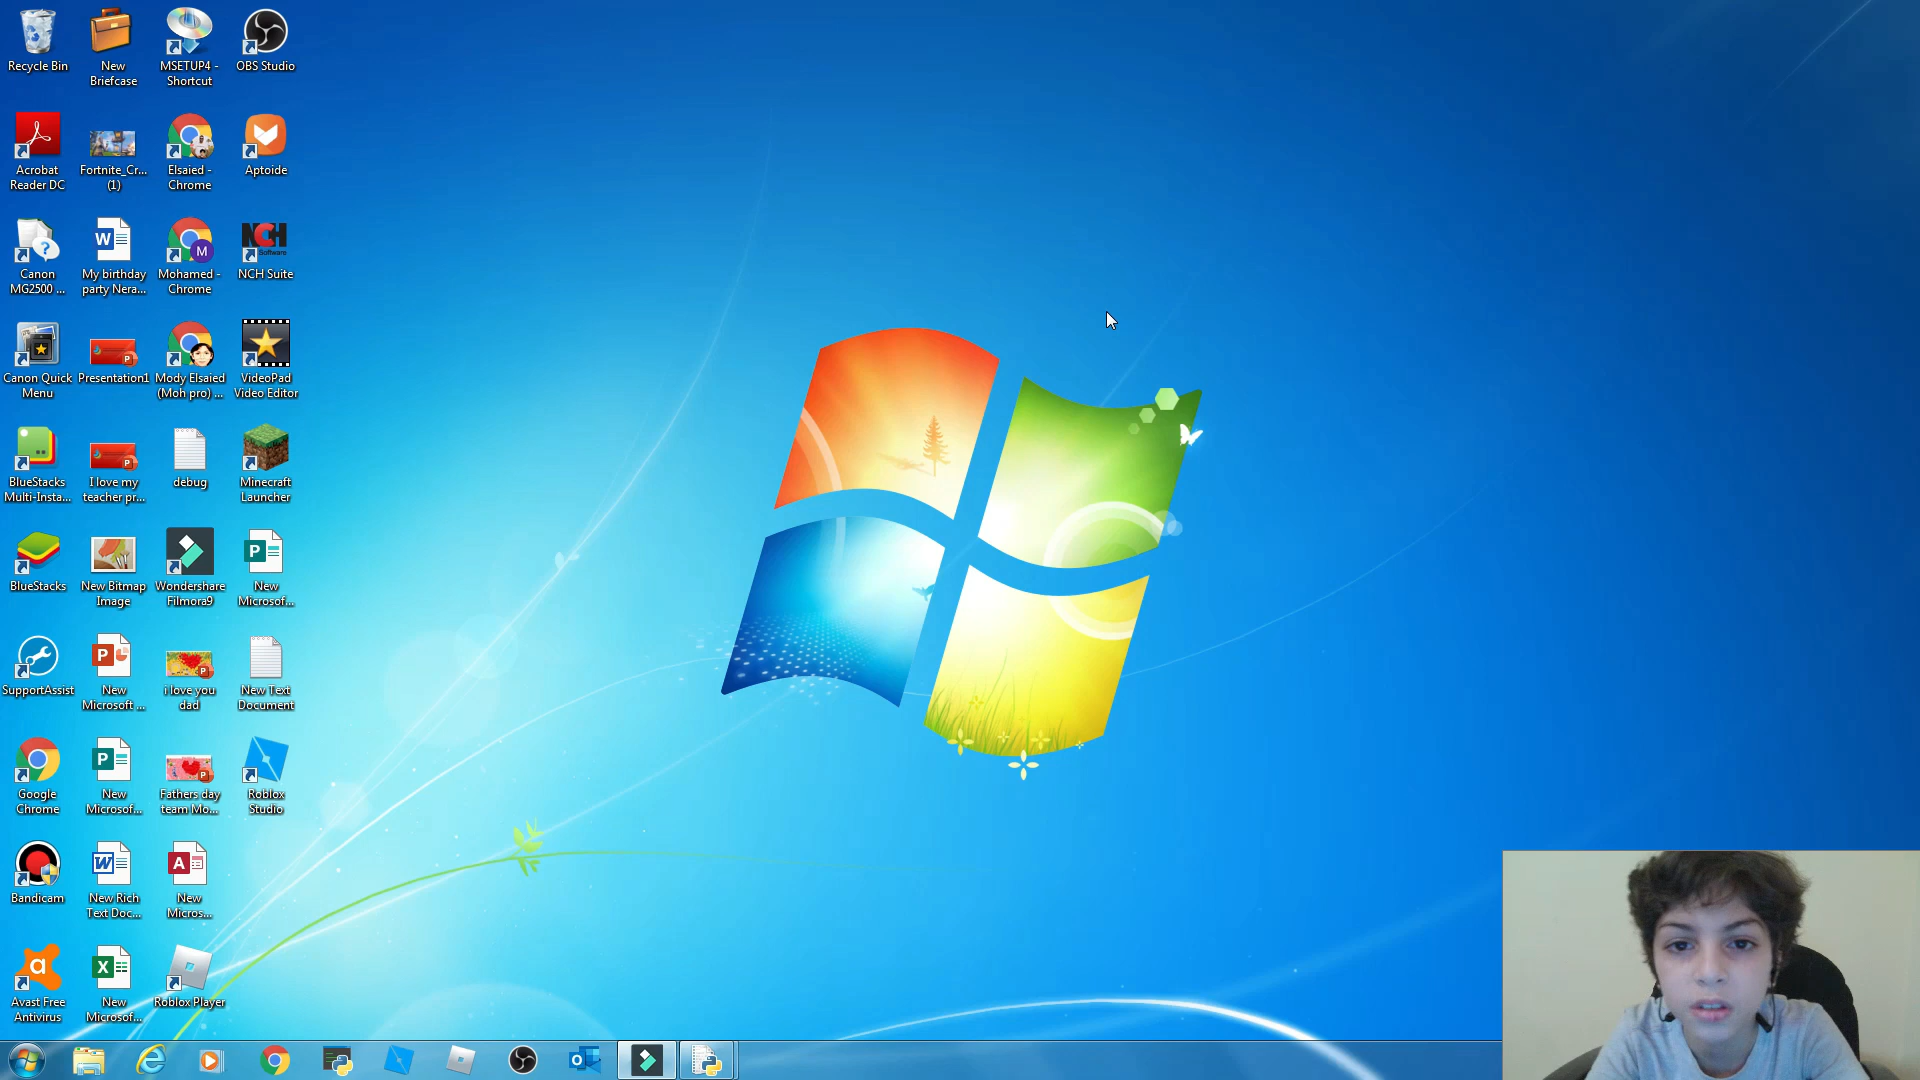 Recycle Bin
New
Briefcase
MSETUP4 -
Shortcut
OBS Studio
Acrobat
Reader DC
Fortnite_Cr...
(1)
Elsaied -
Chrome
Aptoide
Canon
MG2500 ...
My birthday
party Nera...
Mohamed -
Chrome
NCH
Software
NCH Suite
Canon Quick
Menu
Presentation1
Mody Elsaied
(Moh pro) ...
VideoPad
Video Editor
BlueStacks
Multi-Insta...
I love my
teacher pr...
debug
Minecraft
Launcher
BlueStacks
New Bitmap
Image
Wondershare
Filmora9
New
Microsof...
SupportAssist
New
Microsoft ...
i love you
dad
New Text
Document
Google
Chrome
New
Microsof...
Fathers day
team Mo...
Roblox
Studio
Bandicam
New Rich
Text Doc...
New
Micros...
Avast Free
Antivirus
New
Microsof...
Roblox Player